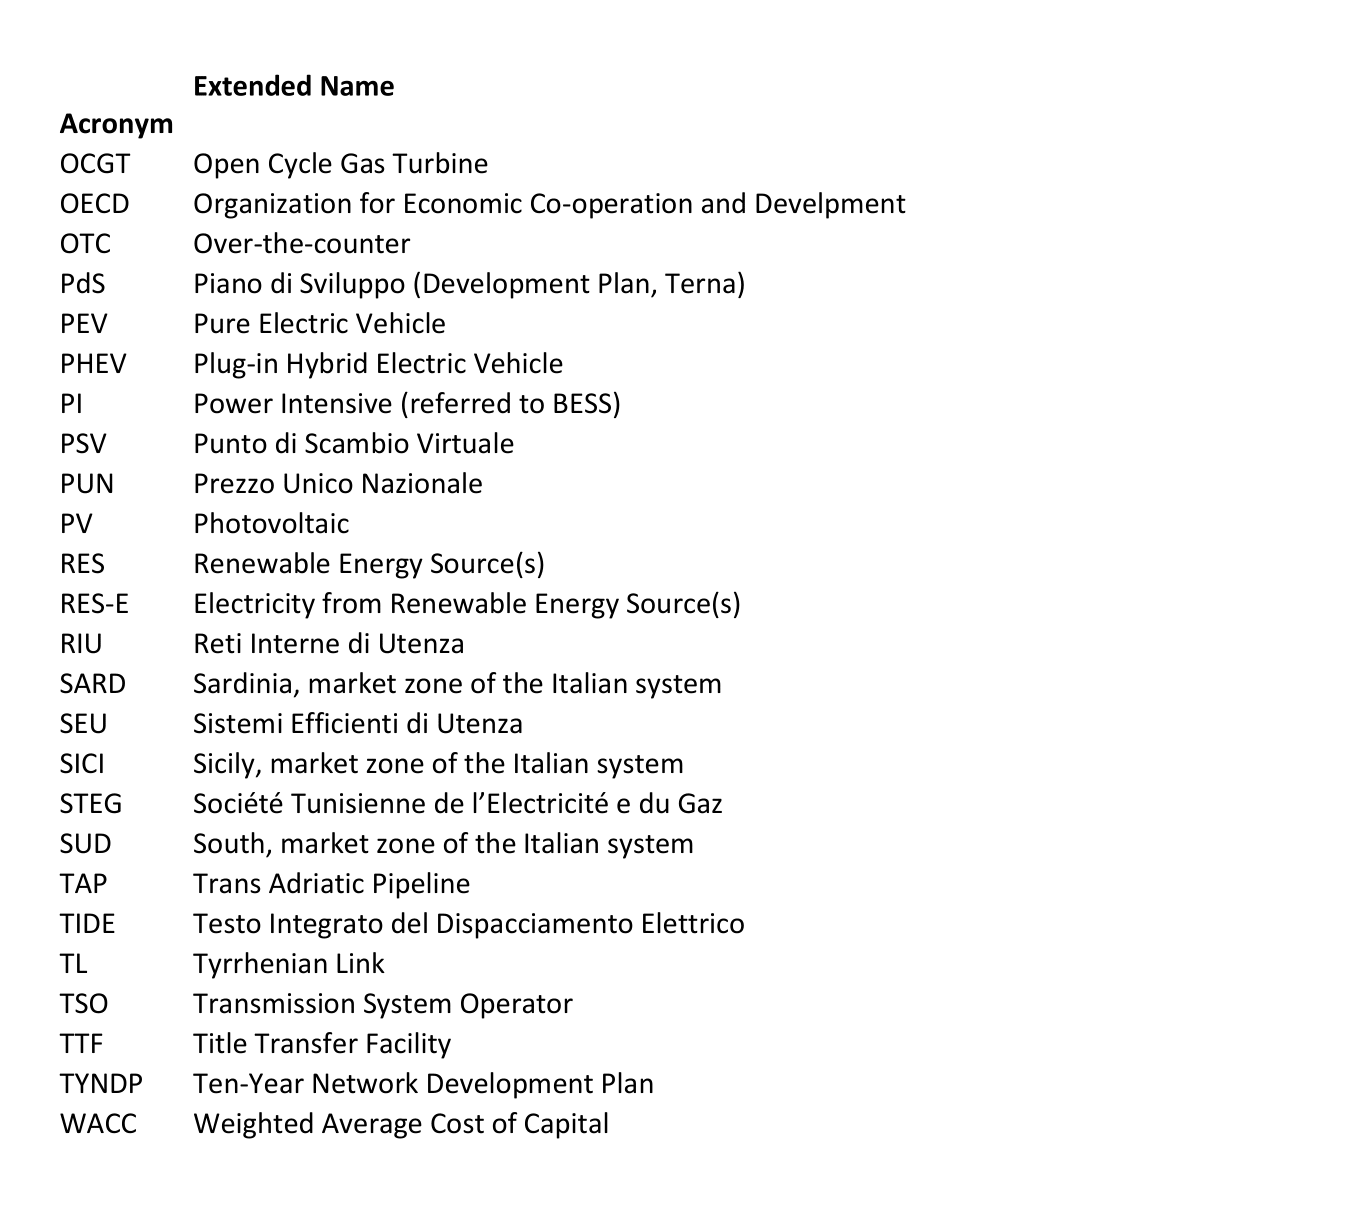 Extended Name
Acronym
OCGT Open Cycle Gas Turbine
OECD Organization for Economic Co-operation and Develpment
OTC Over-the-counter
PdS Piano di Sviluppo (Development Plan, Terna)
PEV Pure Electric Vehicle
PHEV Plug-in Hybrid Electric Vehicle
PI Power Intensive (referred to BESS)
PSV Punto di Scambio Virtuale
PUN Prezzo Unico Nazionale
PV Photovoltaic
RES Renewable Energy Source(s)
RES-E Electricity from Renewable Energy Source(s)
RIU Reti Interne di Utenza
SARD Sardinia, market zone of the Italian system
SEU Sistemi Efficienti di Utenza
SICI Sicily, market zone of the Italian system
STEG Société Tunisienne de l’Electricité e du Gaz
SUD South, market zone of the Italian system
TAP Trans Adriatic Pipeline
TIDE Testo Integrato del Dispacciamento Elettrico
TL Tyrrhenian Link
TSO Transmission System Operator
TTF Title Transfer Facility
TYNDP Ten-Year Network Development Plan
WACC Weighted Average Cost of Capital